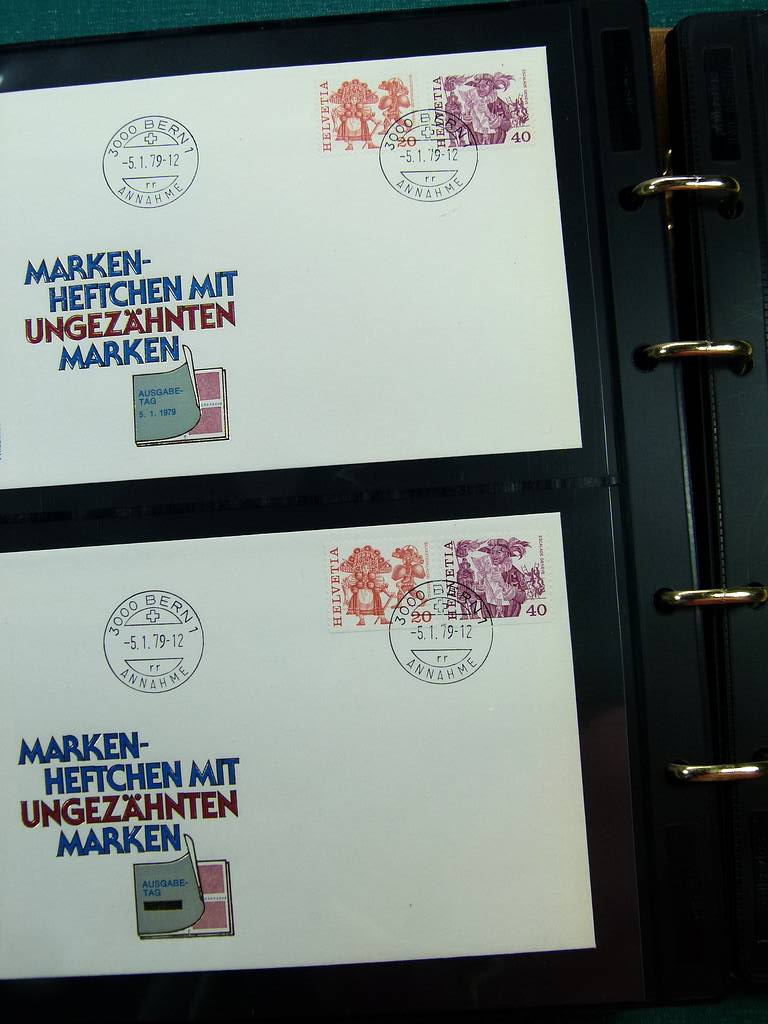 3000 BERN 1
-5.1.79-12
rr
ANNAHME
HELVETIA
20
HELVETIA
40
3000 BERN 1
-5.1.79-12
rr
ANNAHME
MARKEN-
HEFTCHEN MIT
UNGEZÄHNTEN
MARKEN
AUSGABE-
TAG
5. 1. 1979
3000 BERN 1
-5.1.79-12
rr
ANNAHME
HELVETIA
20
HELVETIA
40
3000 BERN 1
-5.1.79-12
rr
ANNAHME
MARKEN-
HEFTCHEN MIT
UNGEZÄHNTEN
MARKEN
AUSGABE-
TAG